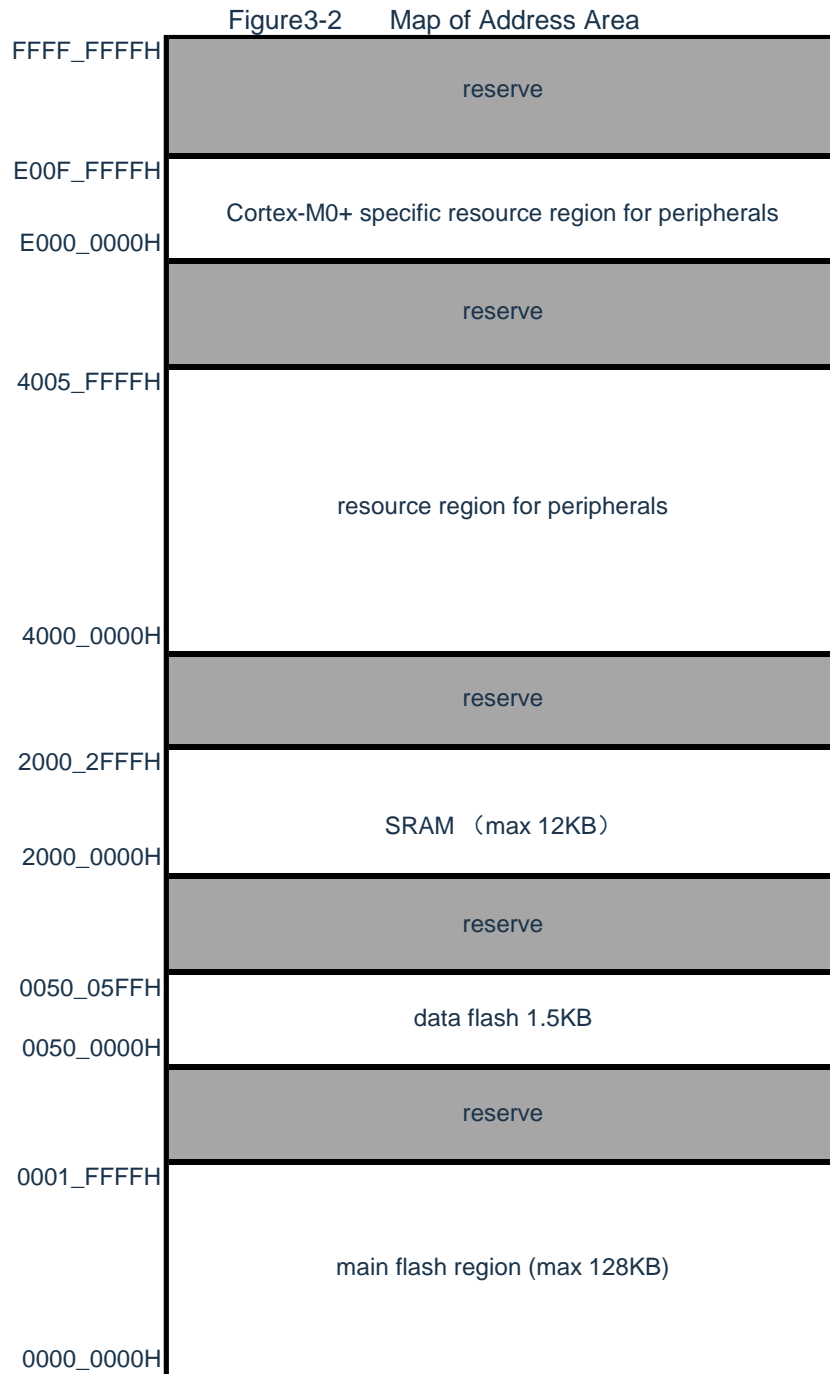 Figure3-2 Map of Address Area
FFFF_FFFFH
reserve
E00F_FFFFH
Cortex-M0+ specific resource region for peripherals
E000_0000H
reserve
4005_FFFFH
resource region for peripherals
4000_0000H
reserve
2000_2FFFH
SRAM （max 12KB）
2000_0000H
reserve
0050_05FFH
data flash 1.5KB
0050_0000H
reserve
0001_FFFFH
main flash region (max 128KB)
0000_0000H